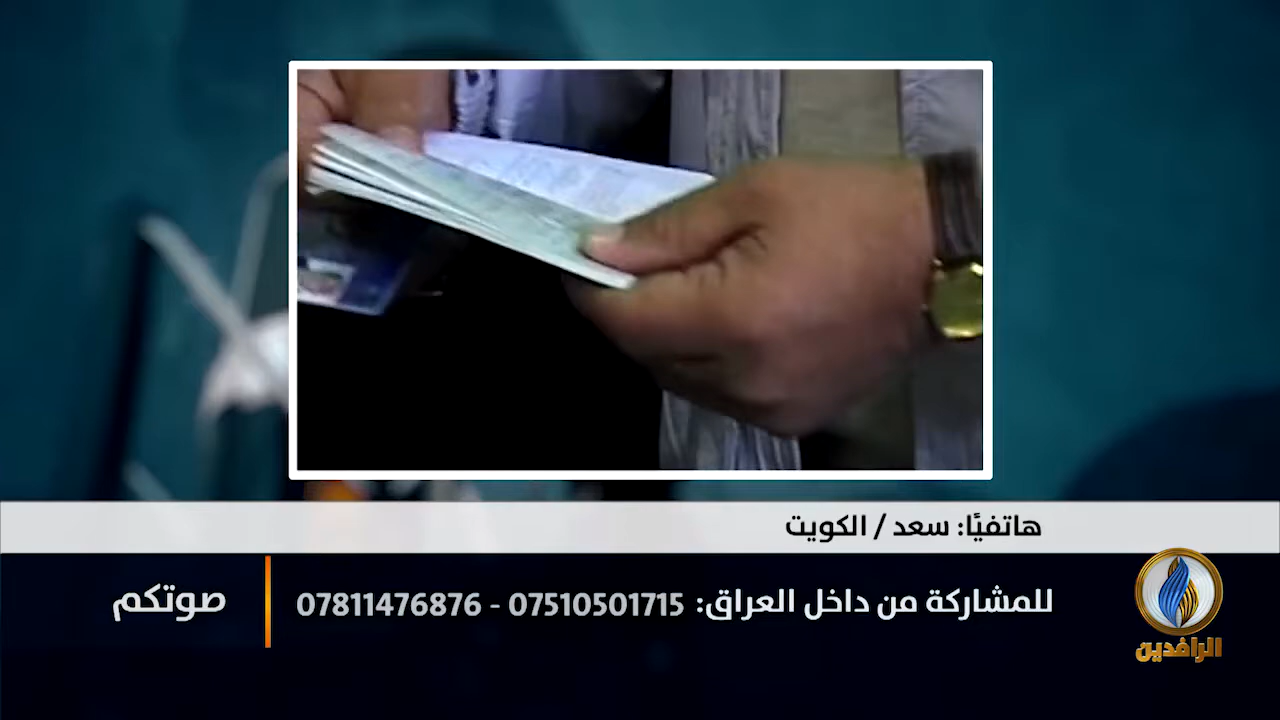 هاتفيًا: سعد / الكويت
للمشاركة من داخل العراق: 07510501715 - 07811476876
صوتكم
الرافدين